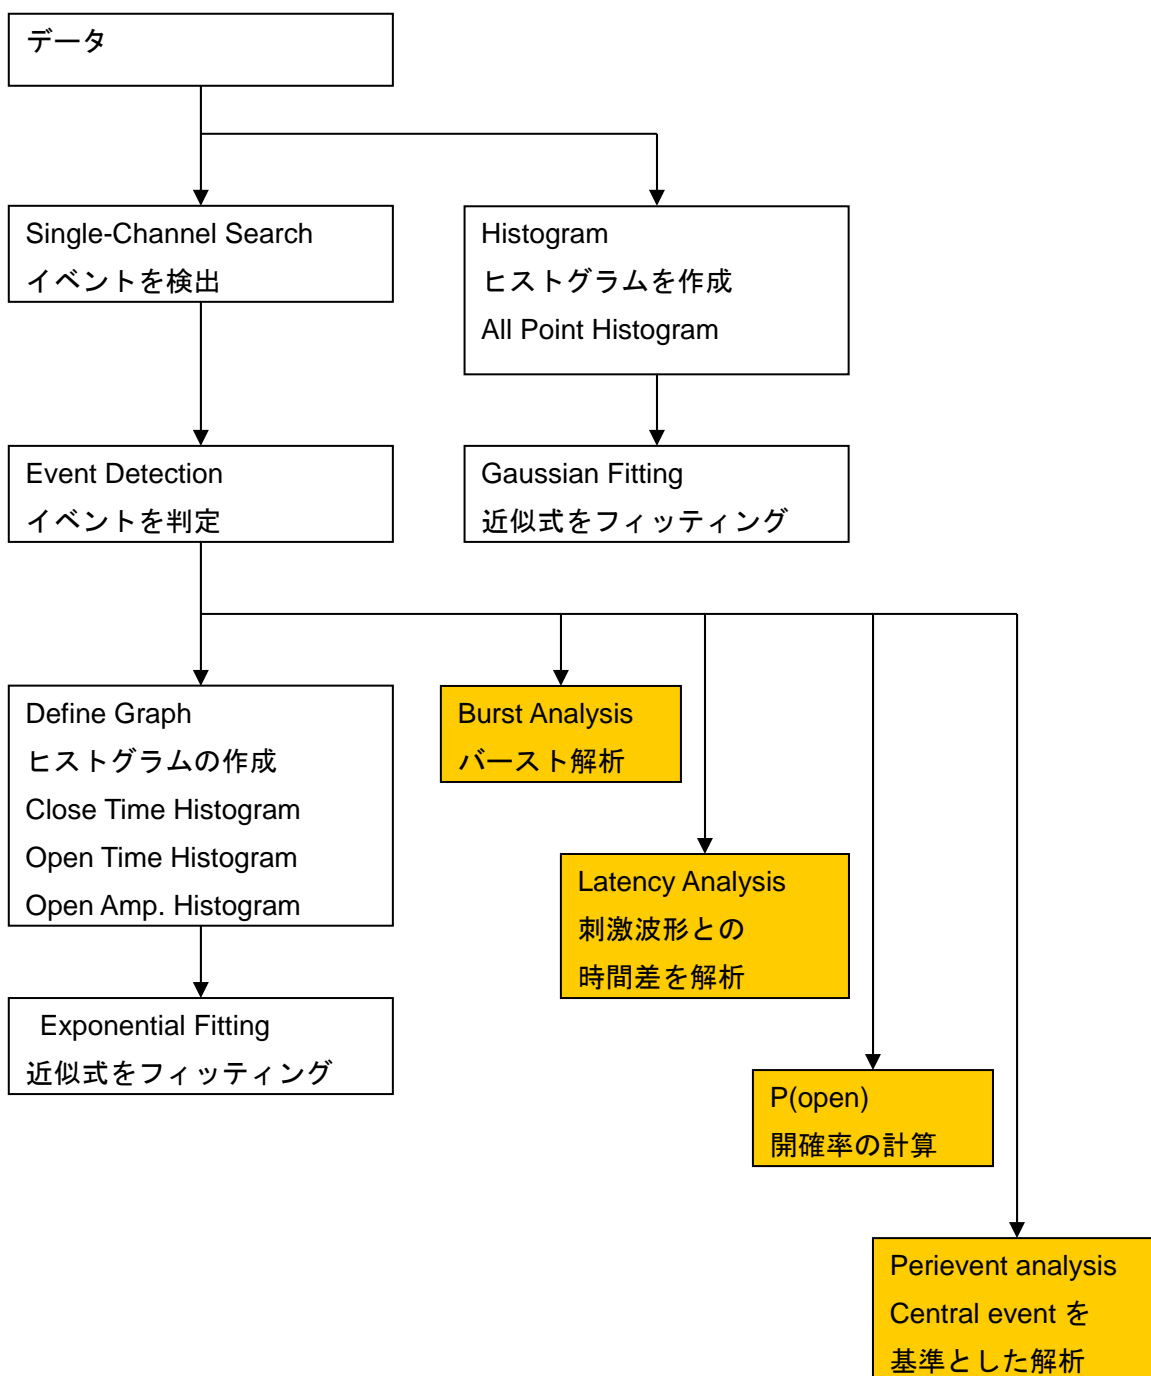 データ
Single-Channel Search
イベントを検出
Histogram
ヒストグラムを作成
All Point Histogram
Event Detection
イベントを判定
Gaussian Fitting
近似式をフィッティング
Define Graph
ヒストグラムの作成
Close Time Histogram
Open Time Histogram
Open Amp. Histogram
Burst Analysis
バースト解析
Latency Analysis
刺激波形との
時間差を解析
Exponential Fitting
近似式をフィッティング
P(open)
開確率の計算
Perievent analysis
Central event を
基準とした解析